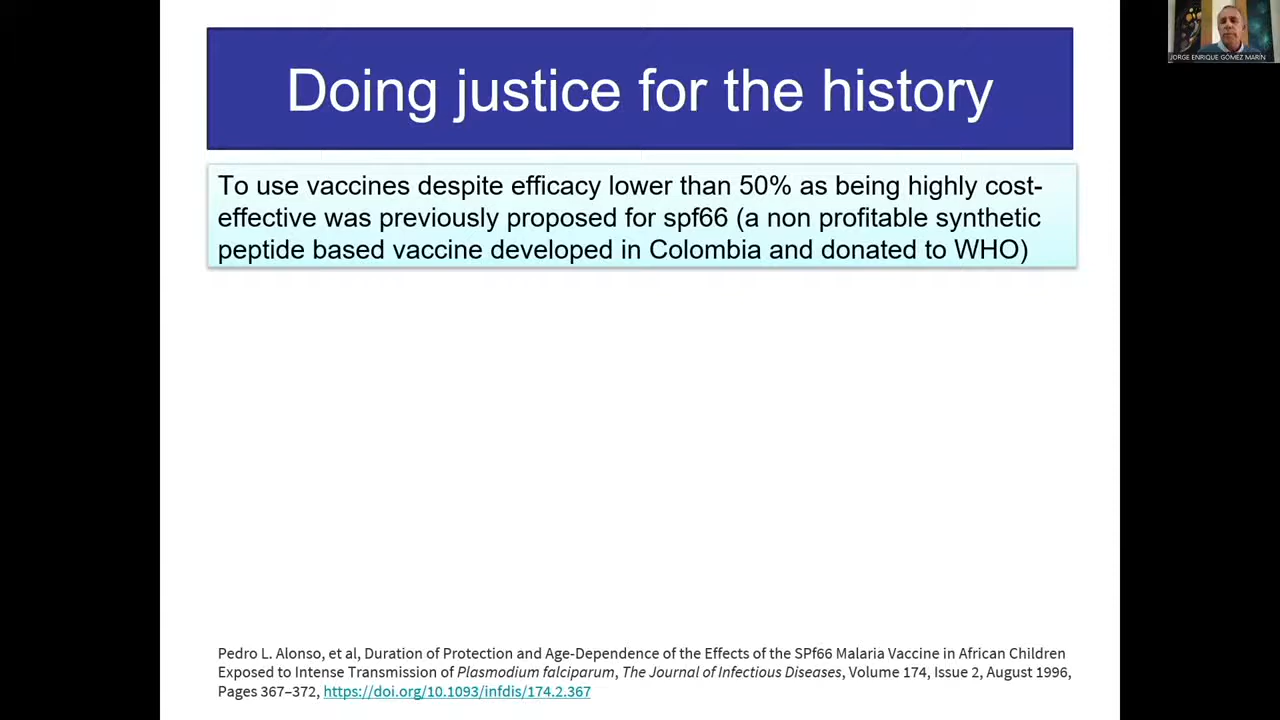 Doing justice for the history
JORGE ENRIQUE GÓMEZ MARÍN
To use vaccines despite efficacy lower than 50% as being highly cost-
effective was previously proposed for spf66 (a non profitable synthetic
peptide based vaccine developed in Colombia and donated to WHO)
Pedro L. Alonso, et al, Duration of Protection and Age-Dependence of the Effects of the SPf66 Malaria Vaccine in African Children
Exposed to Intense Transmission of Plasmodium falciparum, The Journal of Infectious Diseases, Volume 174, Issue 2, August 1996,
Pages 367–372, https://doi.org/10.1093/infdis/174.2.367